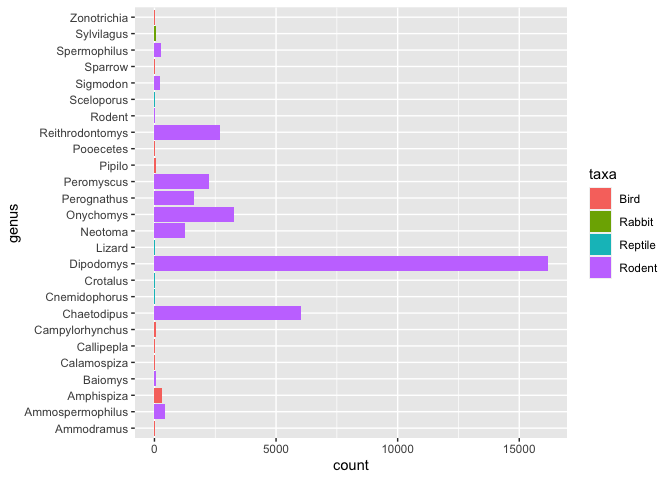 Zonotrichia
Sylvilagus
Spermophilus
Sparrow
Sigmodon
Sceloporus
Rodent
Reithrodontomys
Pooecetes
Pipilo
Peromyscus
Perognathus
Onychomys
Neotoma
Lizard
Dipodomys
Crotalus
Cnemidophorus
Chaetodipus
Campylorhynchus
Callipepla
Calamospiza
Baiomys
Amphispiza
Ammospermophilus
Ammodramus
genus
0 5000 10000 15000
count
taxa
Bird
Rabbit
Reptile
Rodent